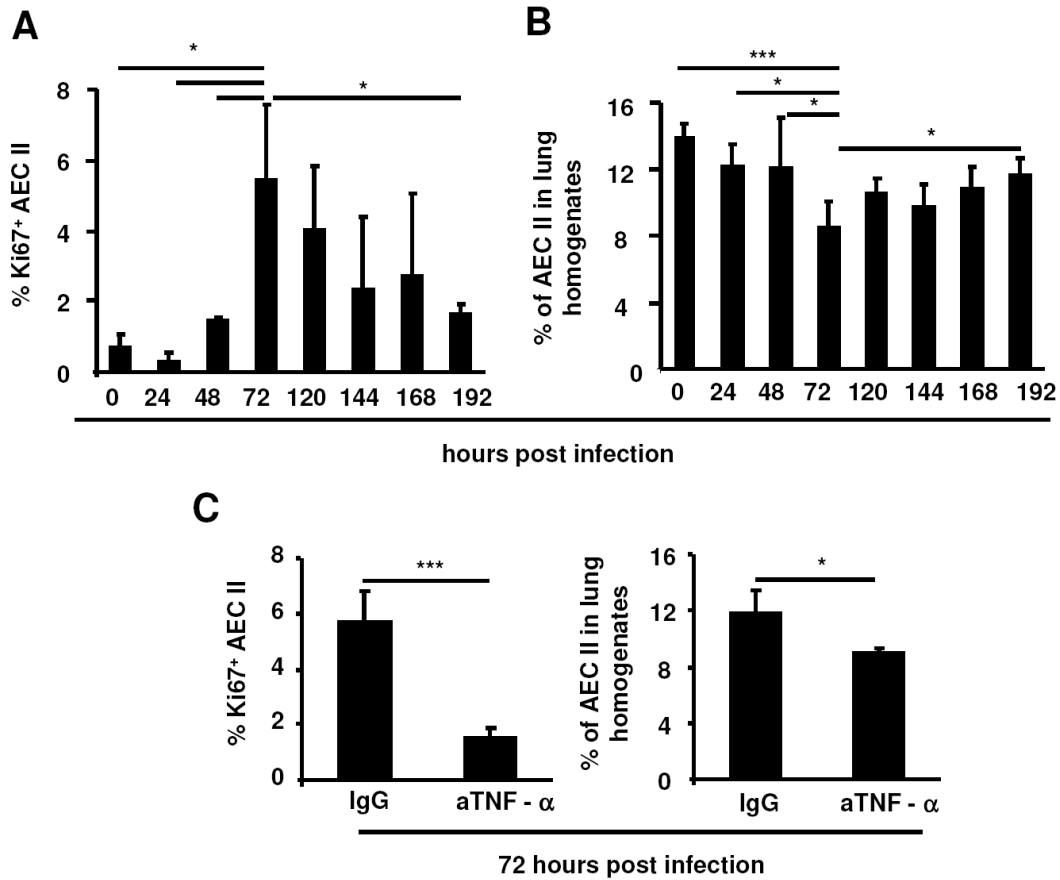 A
*
*
8
6
4
2
0
% Ki67+ AEC II
0 24 48 72 120 144 168 192
B
***
*
*
*
16
12
8
4
0
% of AEC II in lung
homogenates
0 24 48 72 120 144 168 192
hours post infection
C
***
8
6
4
2
0
% Ki67+ AEC II
IgG aTNF - α
*
16
12
8
4
0
% of AEC II in lung
homogenates
IgG aTNF - α
72 hours post infection